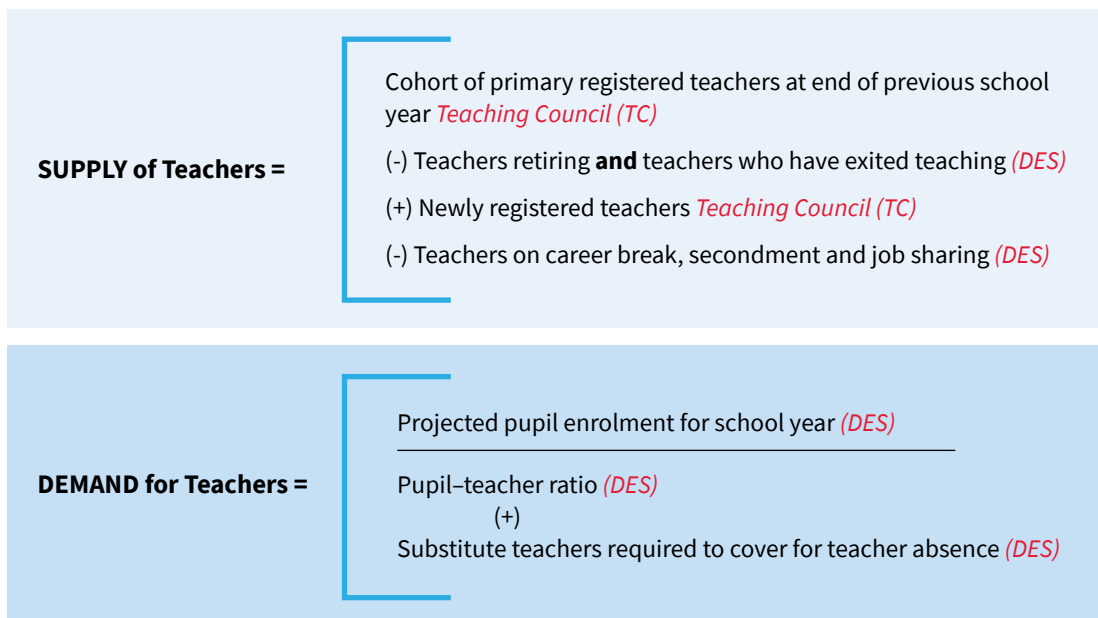 SUPPLY of Teachers =
Cohort of primary registered teachers at end of previous school
year Teaching Council (TC)
(-) Teachers retiring and teachers who have exited teaching (DES)
(+) Newly registered teachers Teaching Council (TC)
(-) Teachers on career break, secondment and job sharing (DES)
DEMAND for Teachers =
Projected pupil enrolment for school year (DES)
Pupil–teacher ratio (DES)
(+)
Substitute teachers required to cover for teacher absence (DES)